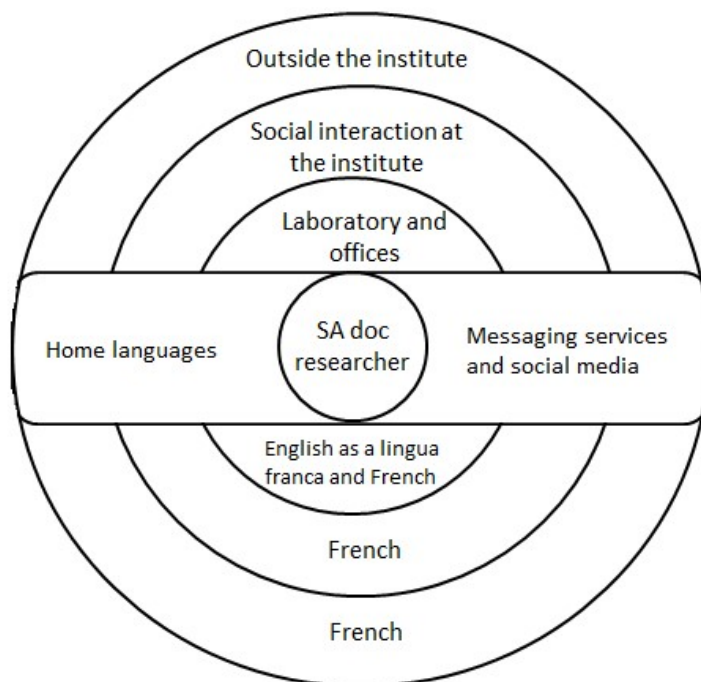 Outside the institute
Social interaction at
the institute
Laboratory and
offices
Home languages
SA doc
researcher
Messaging services
and social media
English as a lingua
franca and French
French
French